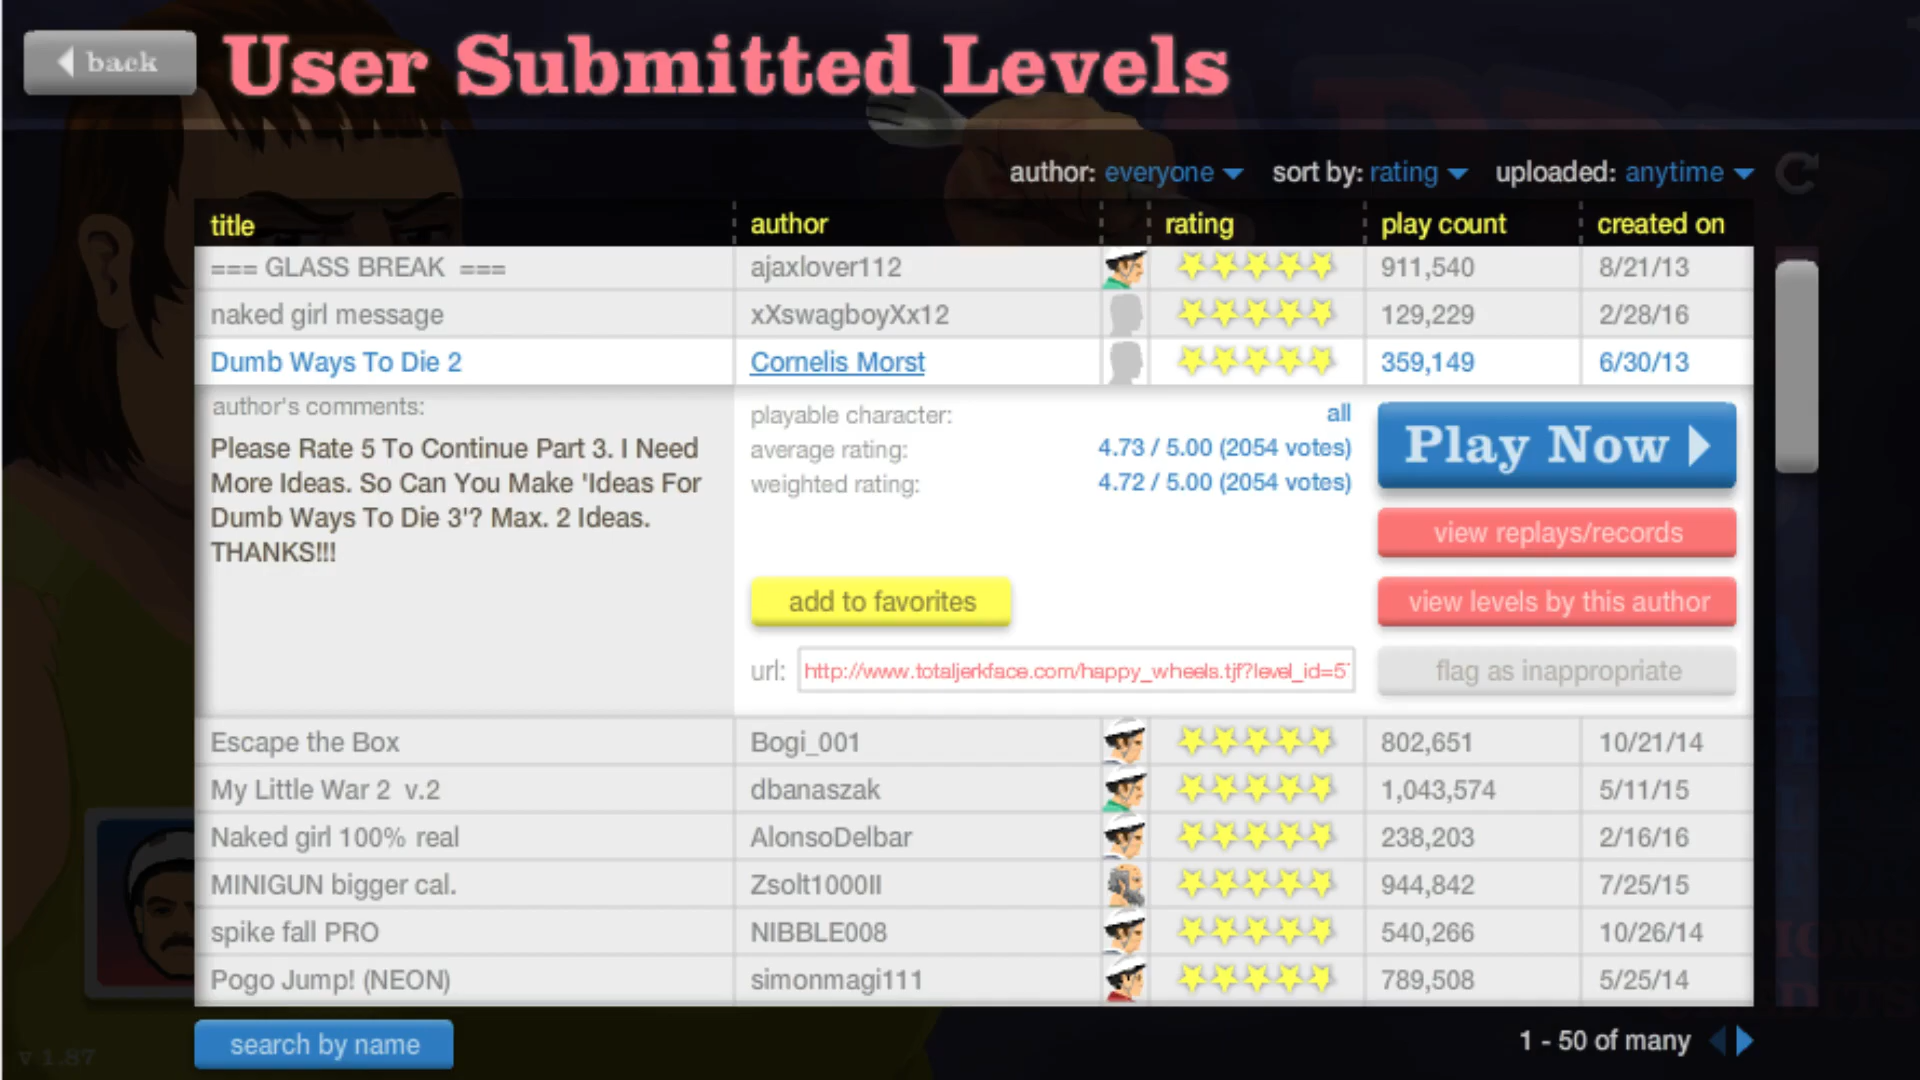 back
User Submitted Levels
author: everyone sort by: rating uploaded: anytime
title author rating play count created on
=== GLASS BREAK === ajaxlover112 911,540 8/21/13
naked girl message xXswagboyXx12 129,229 2/28/16
Dumb Ways To Die 2 Cornelis Morst 359,149 6/30/13
author's comments:
Please Rate 5 To Continue Part 3. I Need
More Ideas. So Can You Make 'Ideas For
Dumb Ways To Die 3'? Max. 2 Ideas.
THANKS!!!
playable character: all
average rating: 4.73 / 5.00 (2054 votes)
weighted rating: 4.72 / 5.00 (2054 votes)
add to favorites
url: http://www.totaljerkface.com/happy_wheels.tjf?level_id=5
Play Now
view replays/records
view levels by this author
flag as inappropriate
Escape the Box Bogi_001 802,651 10/21/14
My Little War 2 v.2 dbanaszak 1,043,574 5/11/15
Naked girl 100% real AlonsoDelbar 238,203 2/16/16
MINIGUN bigger cal. Zsolt1000II 944,842 7/25/15
spike fall PRO NIBBLE008 540,266 10/26/14
Pogo Jump! (NEON) simonmagi111 789,508 5/25/14
search by name
1 - 50 of many
v 1.87